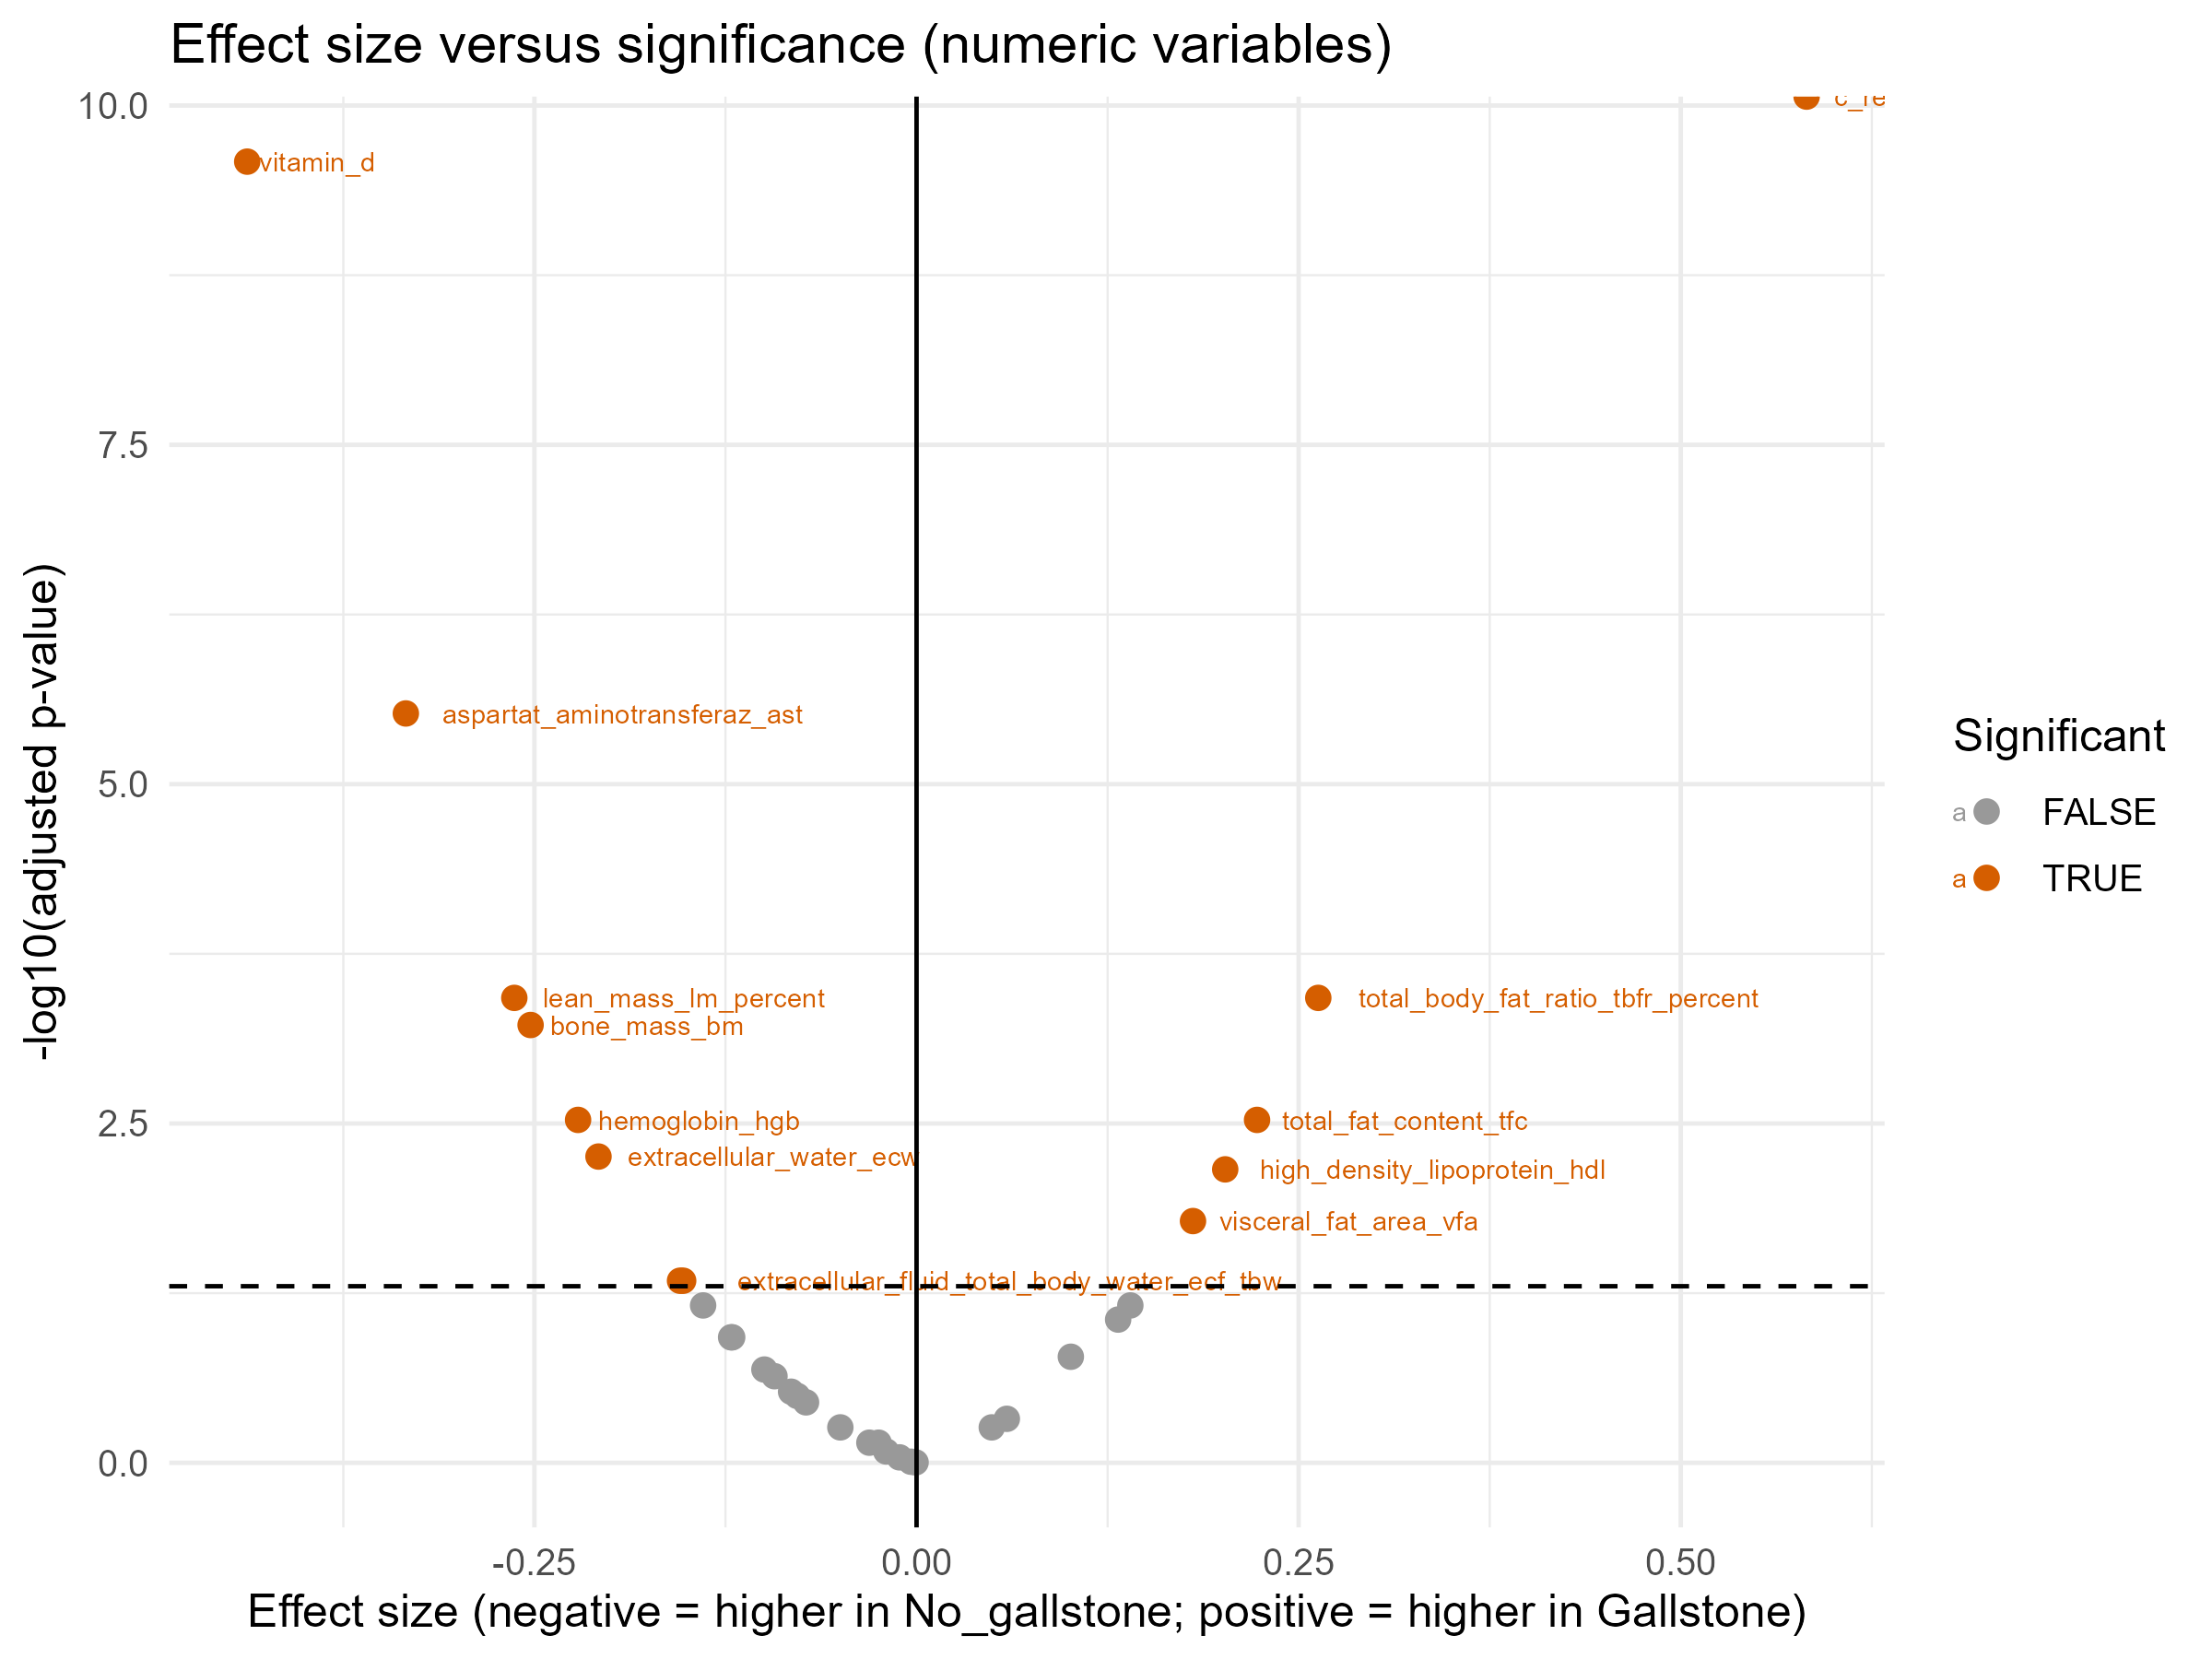 Effect size versus significance (numeric variables)
10.0
c_re
vitamin_d
7.5
aspartat_aminotransferaz_ast
5.0
lean_mass_lm_percent
total_body_fat_ratio_tbfr_percent
bone_mass_bm
2.5
hemoglobin_hgb
total_fat_content_tfc
extracellular_water_ecw
high_density_lipoprotein_hdl
visceral_fat_area_vfa
extracellular_fluid_total_body_water_ecf_tbw
0.0
-0.25
0.00
0.25
0.50
Effect size (negative = higher in No_gallstone; positive = higher in Gallstone)
-log10(adjusted p-value)
Significant
a FALSE
a TRUE